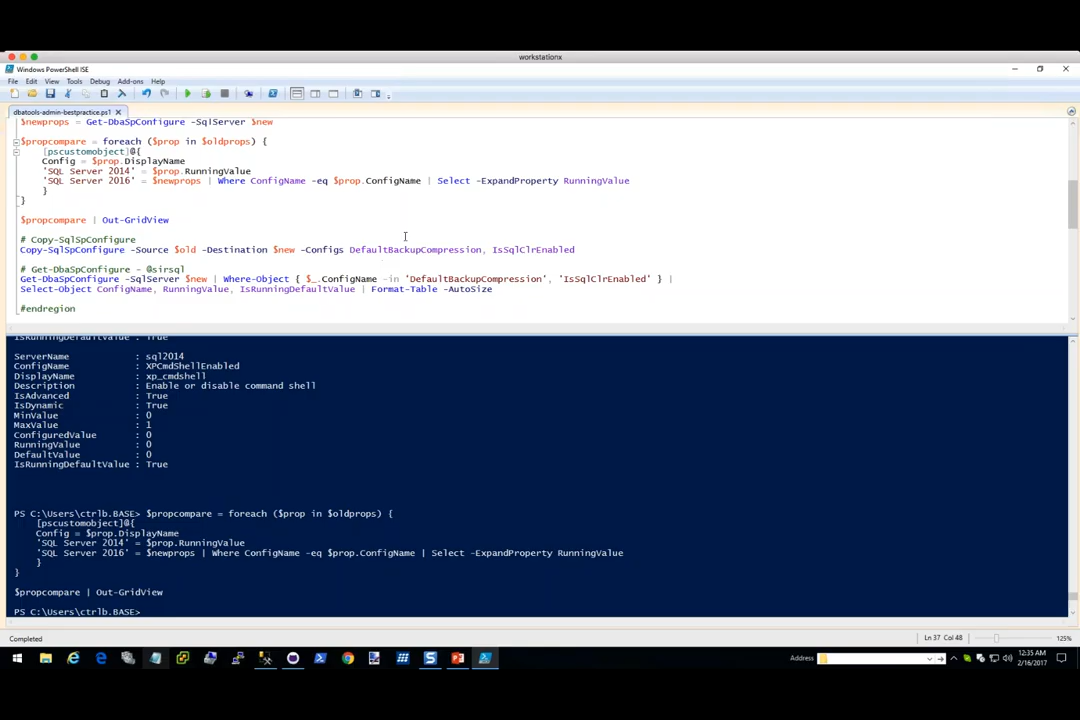 workstationx
Windows PowerShell ISE
File Edit View Tools Debug Add-ons Help
dbatools-admin-bestpractice.ps1
$newprops = Get-DbaSpConfigure -SqlServer $new
$propcompare = foreach ($prop in $oldprops) {
[pscustomobject]@{
Config = $prop.DisplayName
'SQL Server 2014' = $prop.RunningValue
'SQL Server 2016' = $newprops | Where ConfigName -eq $prop.ConfigName | Select -ExpandProperty RunningValue
}
}
$propcompare | Out-GridView
# Copy-SqlSpConfigure
Copy-SqlSpConfigure -Source $old -Destination $new -Configs DefaultBackupCompression, IsSqlClrEnabled
# Get-DbaSpConfigure - @sirsql
Get-DbaSpConfigure -SqlServer $new | Where-Object { $_.ConfigName -in 'DefaultBackupCompression', 'IsSqlClrEnabled' } |
Select-Object ConfigName, RunningValue, IsRunningDefaultValue | Format-Table -AutoSize
#endregion
IsRunningDefaultValue : True
ServerName : sql2014
ConfigName : XPCmdShellEnabled
DisplayName : xp_cmdshell
Description : Enable or disable command shell
IsAdvanced : True
IsDynamic : True
MinValue : 0
MaxValue : 1
ConfiguredValue : 0
RunningValue : 0
DefaultValue : 0
IsRunningDefaultValue : True
PS C:\Users\ctrlb.BASE> $propcompare = foreach ($prop in $oldprops) {
[pscustomobject]@{
Config = $prop.DisplayName
'SQL Server 2014' = $prop.RunningValue
'SQL Server 2016' = $newprops | Where ConfigName -eq $prop.ConfigName | Select -ExpandProperty RunningValue
}
}
$propcompare | Out-GridView
PS C:\Users\ctrlb.BASE>
Completed
Ln 37 Col 48
125%
Address
12:35 AM
2/16/2017